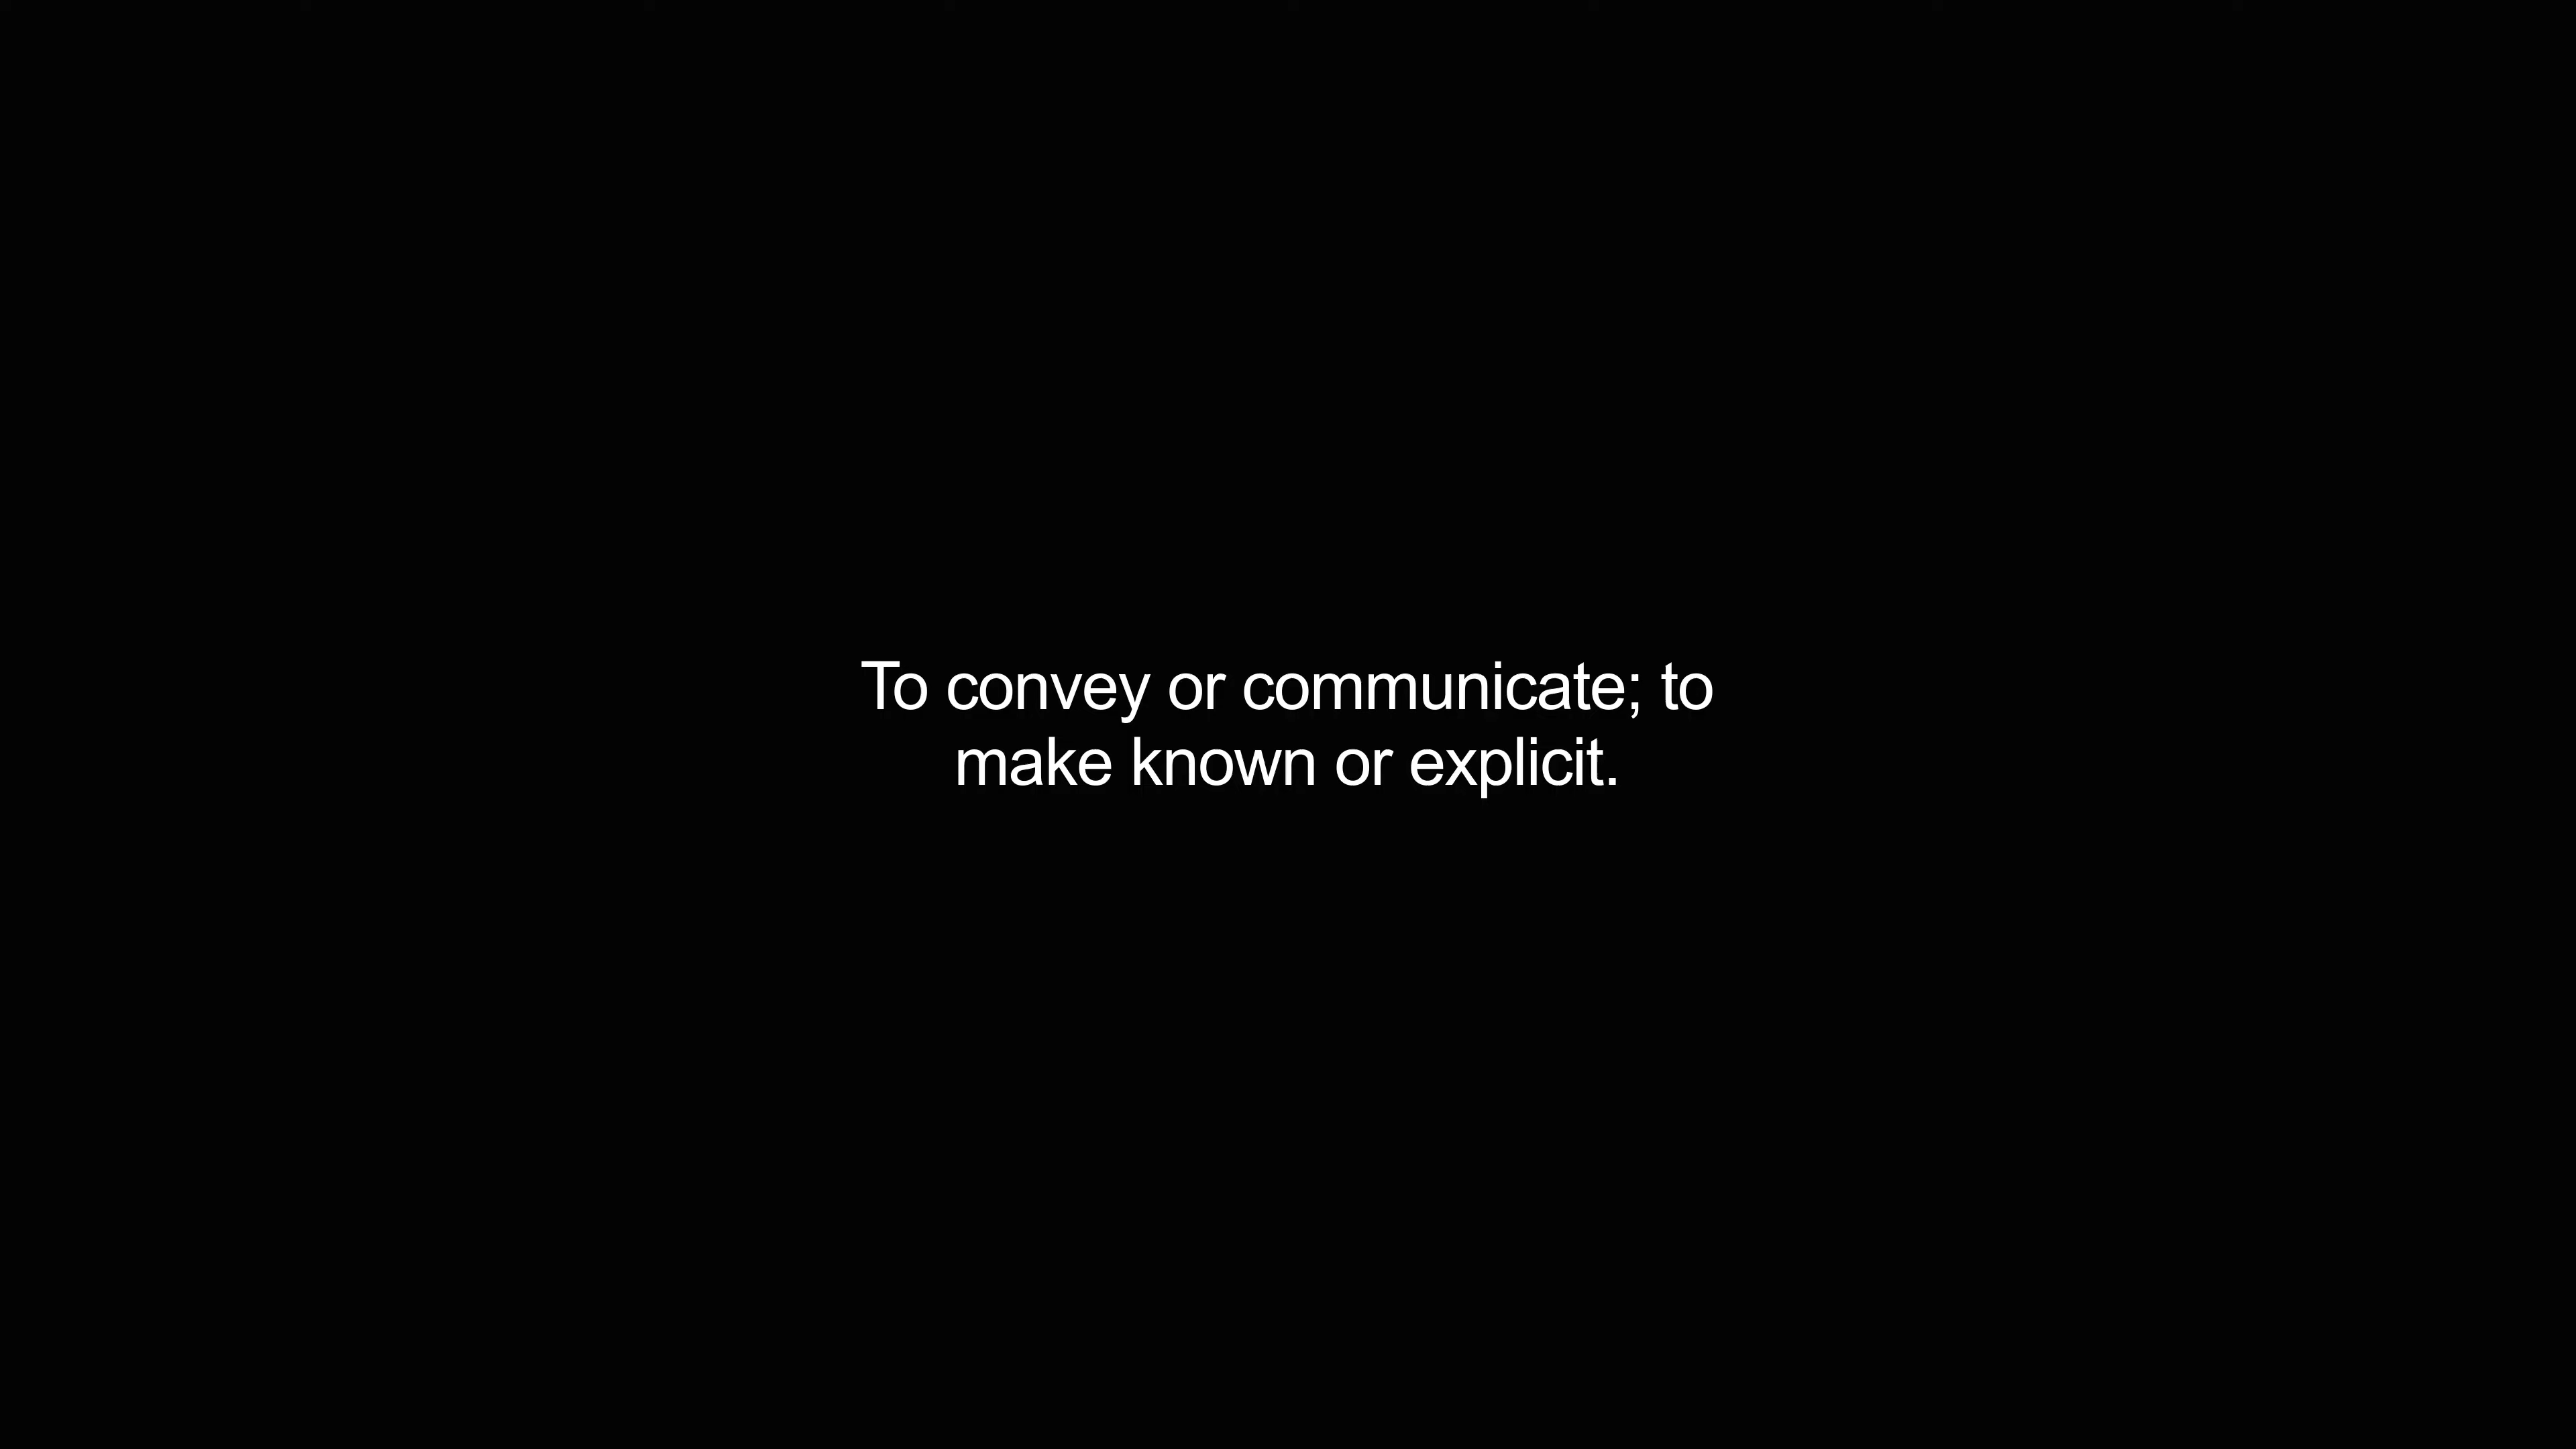 To convey or communicate; to
make known or explicit.